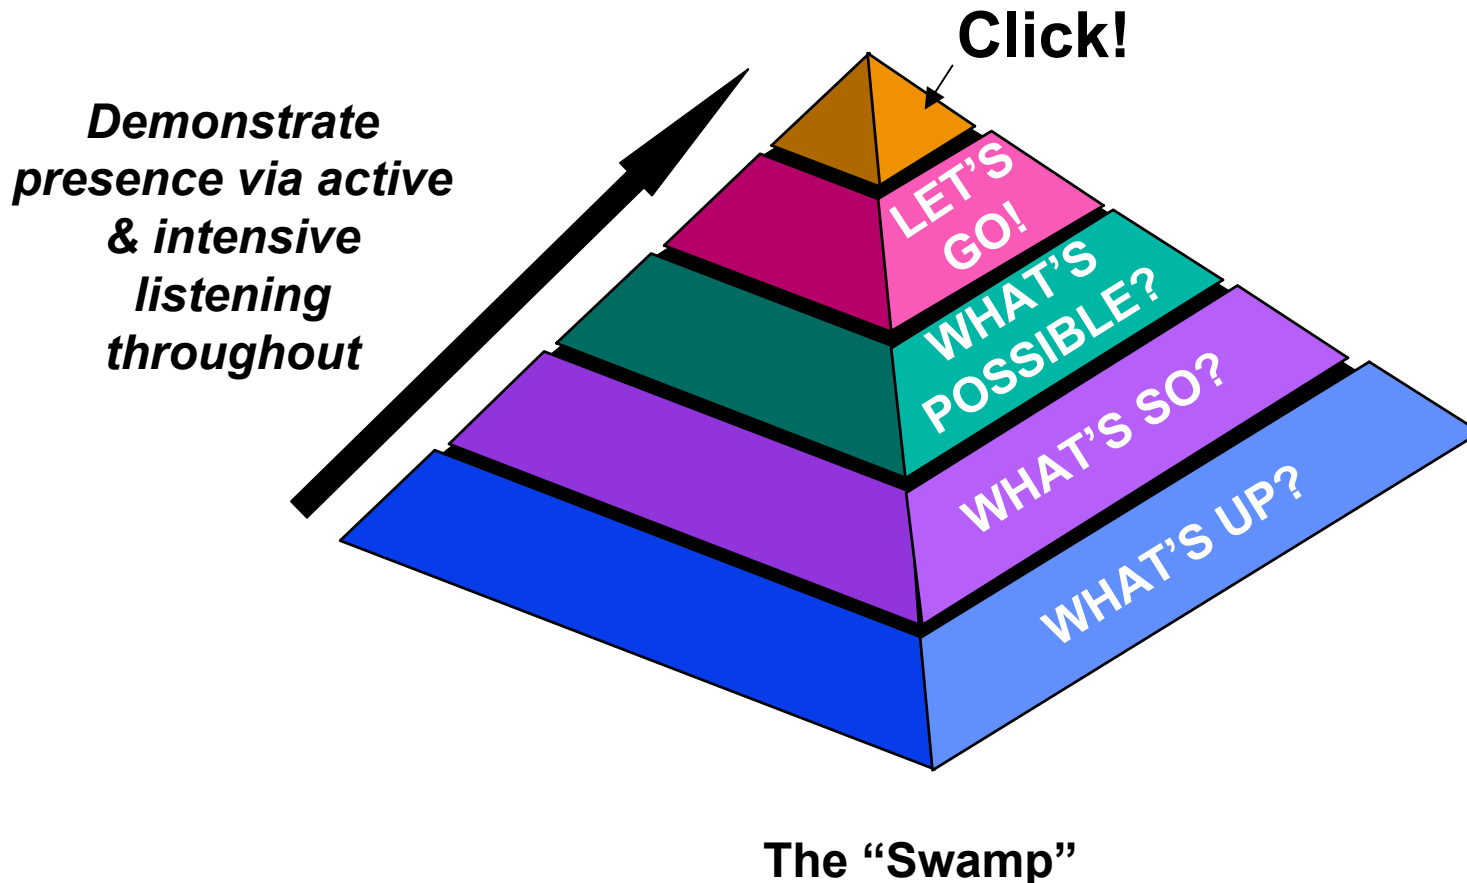 Click!
Demonstrate
presence via active
& intensive
listening
throughout
LET’S
GO!
WHAT’S
POSSIBLE?
WHAT’S SO?
WHAT’S UP?
The “Swamp”